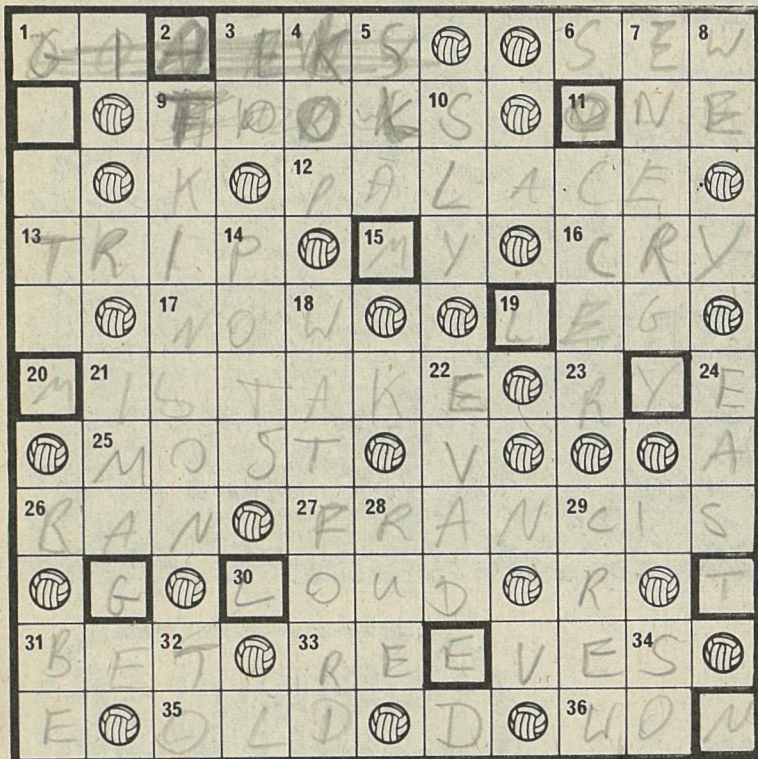 1 G I 2 A 3 E 4 K 5 S 6 S 7 E 8 W
9 T O O K 10 S 11 O N E
K 12 P A L A C E
13 T R I 14 P 15 M Y 16 C R Y
17 N O 18 W 19 L E G
20 M 21 I S T A K 22 E 23 R Y 24 E
25 M O S T V A
26 B A N 27 F 28 R A N 29 C I S
G 30 L O U D R T
31 B E 32 T 33 R E E V E 34 S
E 35 O L D D 36 W O N